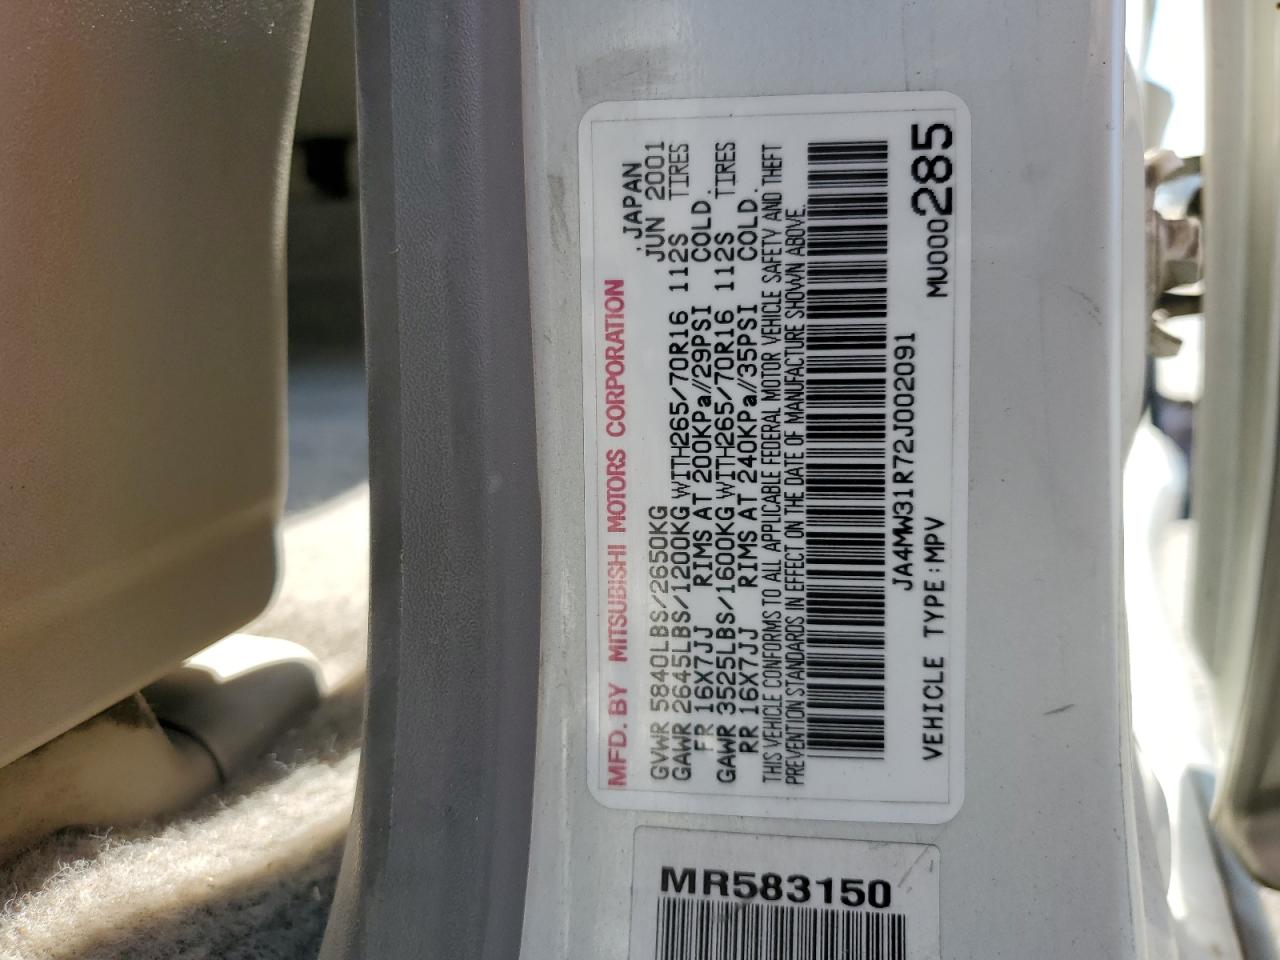 MFD. BY MITSUBISHI MOTORS CORPORATION , JAPAN
JUN 2001
GVWR 5840LBS/2650KG
GAWR 2645LBS/1200KG WITH265/70R16 112S TIRES
FR 16X7JJ RIMS AT 200KPa//29PSI COLD.
GAWR 3525LBS/1600KG WITH265/70R16 112S TIRES
RR 16X7JJ RIMS AT 240KPa//35PSI COLD.
THIS VEHICLE CONFORMS TO ALL APPLICABLE FEDERAL MOTOR VEHICLE SAFETY AND THEFT
PREVENTION STANDARDS IN EFFECT ON THE DATE OF MANUFACTURE SHOWN ABOVE.
JA4MW31R72J002091
VEHICLE TYPE:MPV MU000285
MR583150